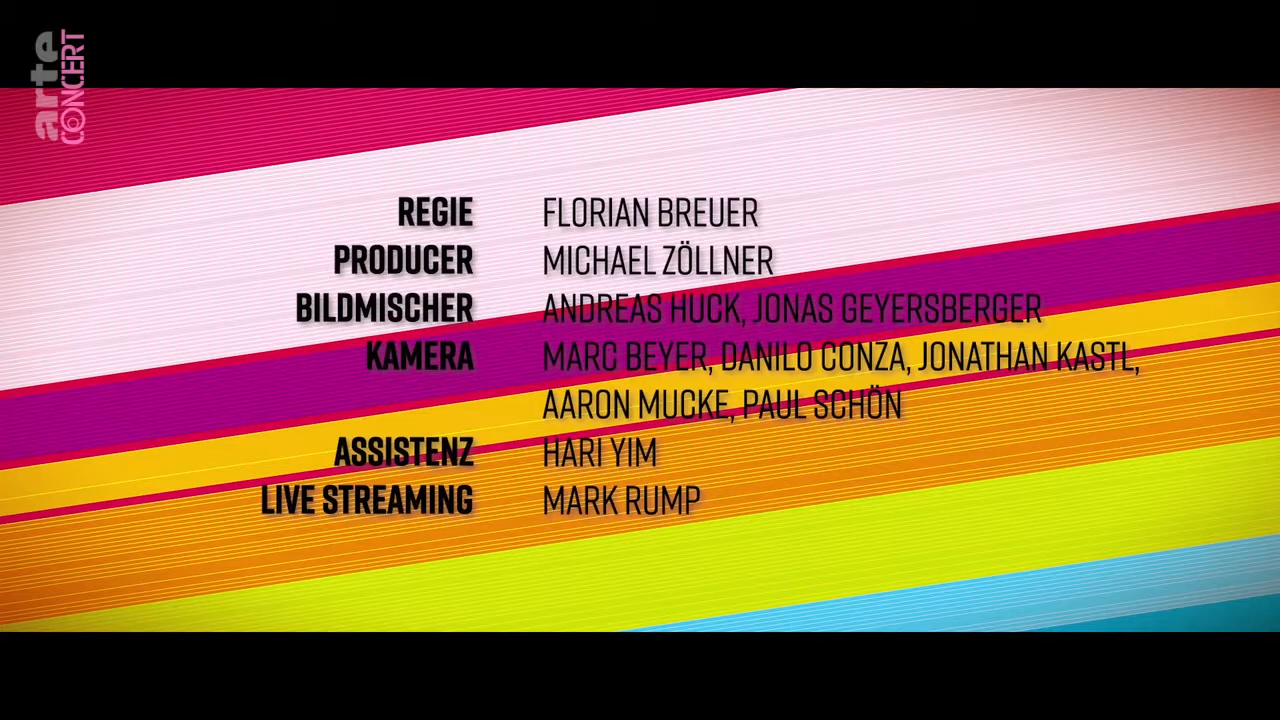 arte
CONCERT
REGIE FLORIAN BREUER
PRODUCER MICHAEL ZÖLLNER
BILDMISCHER ANDREAS HUCK, JONAS GEYERSBERGER
KAMERA MARC BEYER, DANILO CONZA, JONATHAN KASTL,
AARON MUCKE, PAUL SCHÖN
ASSISTENZ HARI YIM
LIVE STREAMING MARK RUMP